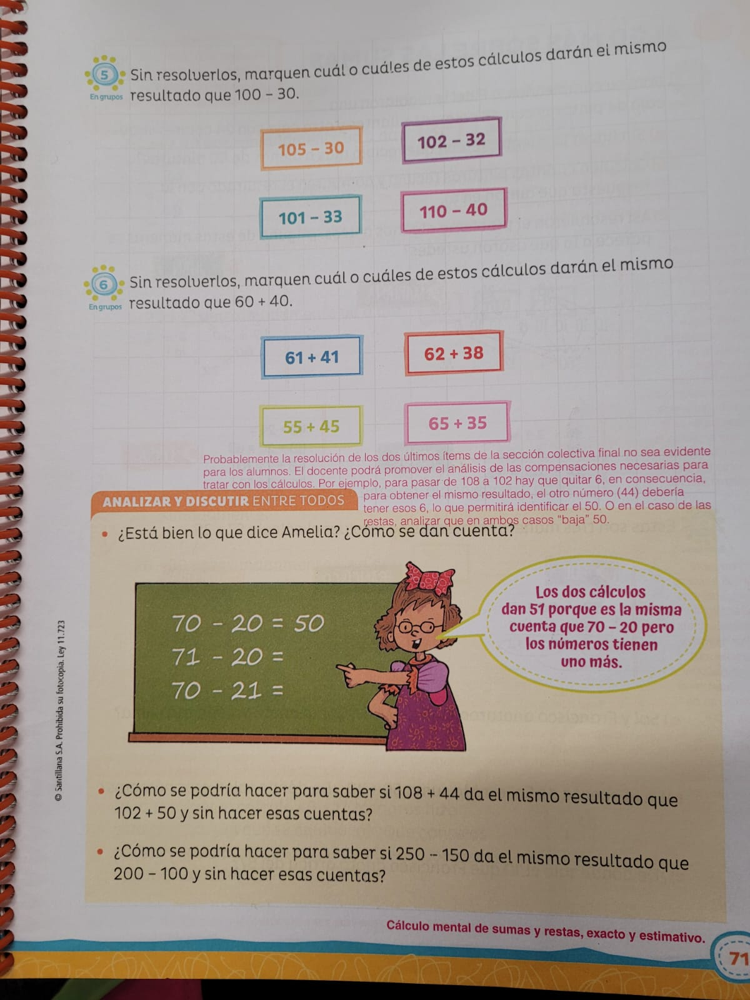 5 Sin resolverlos, marquen cuál o cuáles de estos cálculos darán el mismo
En grupos resultado que 100 – 30.
105 – 30
102 – 32
101 – 33
110 – 40
6 Sin resolverlos, marquen cuál o cuáles de estos cálculos darán el mismo
En grupos resultado que 60 + 40.
61 + 41
62 + 38
55 + 45
65 + 35
Probablemente la resolución de los dos últimos ítems de la sección colectiva final no sea evidente
para los alumnos. El docente podrá promover el análisis de las compensaciones necesarias para
tratar con los cálculos. Por ejemplo, para pasar de 108 a 102 hay que quitar 6, en consecuencia,
para obtener el mismo resultado, el otro número (44) debería
tener esos 6, lo que permitirá identificar el 50. O en el caso de las
restas, analizar que en ambos casos "baja" 50.
ANALIZAR Y DISCUTIR ENTRE TODOS
• ¿Está bien lo que dice Amelia? ¿Cómo se dan cuenta?
70 - 20 = 50
71 - 20 =
70 - 21 =
Los dos cálculos
dan 51 porque es la misma
cuenta que 70 – 20 pero
los números tienen
uno más.
• ¿Cómo se podría hacer para saber si 108 + 44 da el mismo resultado que
102 + 50 y sin hacer esas cuentas?
• ¿Cómo se podría hacer para saber si 250 – 150 da el mismo resultado que
200 – 100 y sin hacer esas cuentas?
© Santillana S.A. Prohibida su fotocopia. Ley 11.723
Cálculo mental de sumas y restas, exacto y estimativo.
71